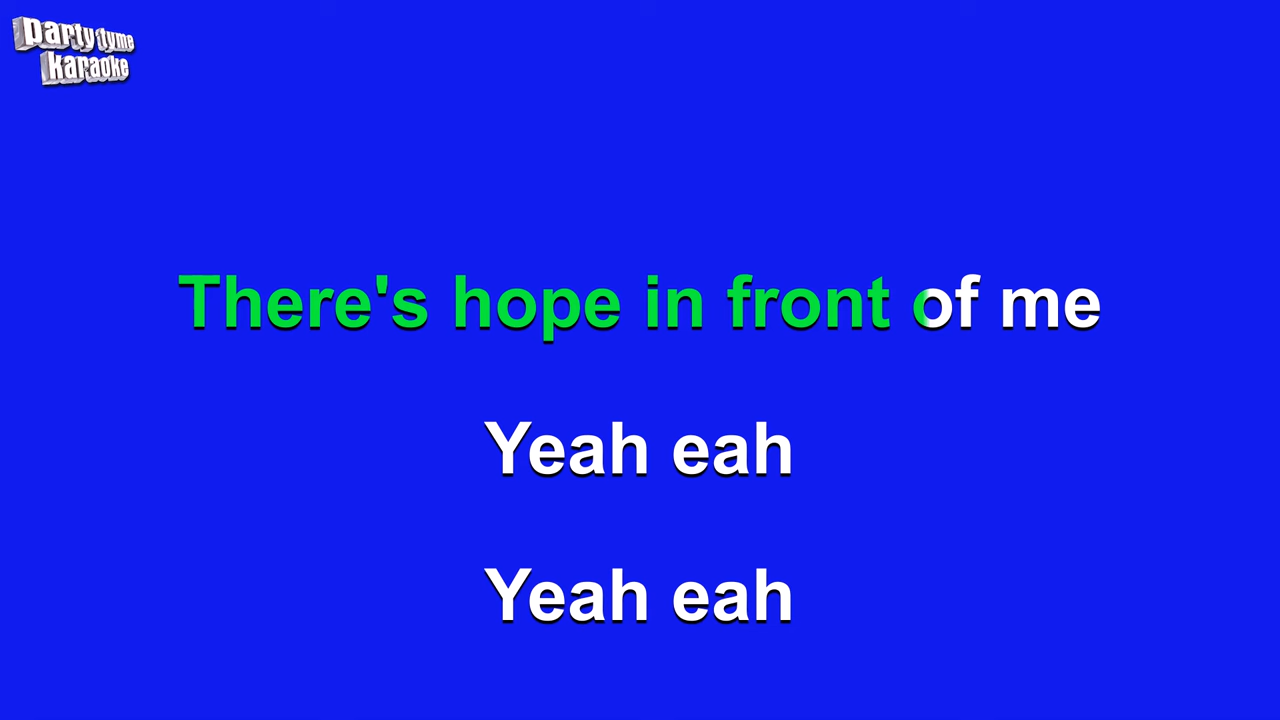 party tyme
karaoke
There's hope in front of me
Yeah eah
Yeah eah